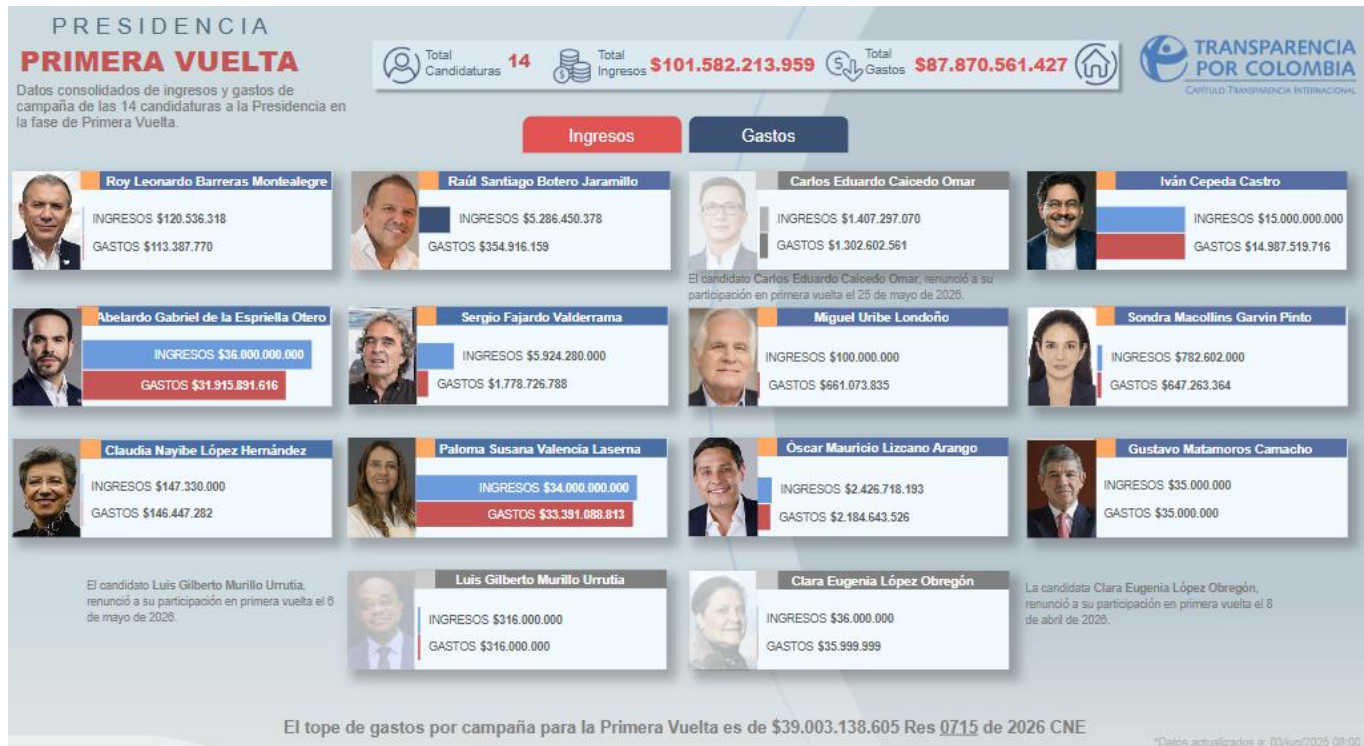 PRESIDENCIA
PRIMERA VUELTA
Datos consolidados de ingresos y gastos de
campaña de las 14 candidaturas a la Presidencia en
la fase de Primera Vuelta.
Total
Candidaturas 14
Total
Ingresos $101.582.213.959
Total
Gastos $87.870.561.427
TRANSPARENCIA
POR COLOMBIA
CAPÍTULO TRANSPARENCIA INTERNACIONAL
Ingresos
Gastos
Roy Leonardo Barreras Montealegre
INGRESOS $120.536.318
GASTOS $113.387.770
Raúl Santiago Botero Jaramillo
INGRESOS $5.286.450.378
GASTOS $354.916.159
Carlos Eduardo Caicedo Omar
INGRESOS $1.407.297.070
GASTOS $1.302.602.561
El candidato Carlos Eduardo Caicedo Omar, renunció a su
participación en primera vuelta el 25 de mayo de 2026.
Iván Cepeda Castro
INGRESOS $15.000.000.000
GASTOS $14.987.519.716
Abelardo Gabriel de la Espriella Otero
INGRESOS $36.000.000.000
GASTOS $31.915.891.616
Sergio Fajardo Valderrama
INGRESOS $5.924.280.000
GASTOS $1.778.726.788
Miguel Uribe Londoño
INGRESOS $100.000.000
GASTOS $661.073.835
Sondra Macollins Garvin Pinto
INGRESOS $782.602.000
GASTOS $647.263.364
Claudia Nayibe López Hernández
INGRESOS $147.330.000
GASTOS $146.447.282
Paloma Susana Valencia Laserna
INGRESOS $34.000.000.000
GASTOS $33.391.088.813
Óscar Mauricio Lizcano Arango
INGRESOS $2.426.718.193
GASTOS $2.184.643.526
Gustavo Matamoros Camacho
INGRESOS $35.000.000
GASTOS $35.000.000
El candidato Luis Gilberto Murillo Urrutia,
renunció a su participación en primera vuelta el 6
de mayo de 2026.
Luis Gilberto Murillo Urrutia
INGRESOS $316.000.000
GASTOS $316.000.000
Clara Eugenia López Obregón
INGRESOS $36.000.000
GASTOS $35.999.999
La candidata Clara Eugenia López Obregón,
renunció a su participación en primera vuelta el 8
de abril de 2026.
El tope de gastos por campaña para la Primera Vuelta es de $39.003.138.605 Res 0715 de 2026 CNE
*Datos actualizados a: 03/jun/2025 08:00